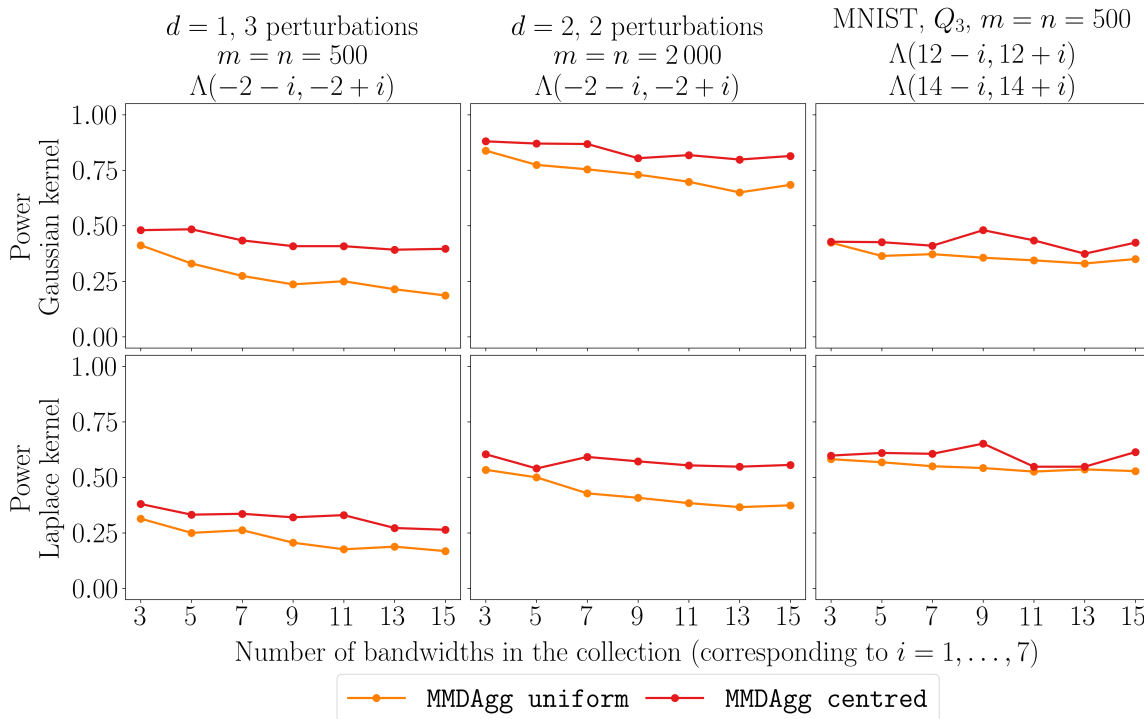 d = 1, 3 perturbations
m = n = 500
Λ(−2 − i, −2 + i)
d = 2, 2 perturbations
m = n = 2 000
Λ(−2 − i, −2 + i)
MNIST, Q₃, m = n = 500
Λ(12 − i, 12 + i)
Λ(14 − i, 14 + i)
Power
Gaussian kernel
1.00
0.75
0.50
0.25
0.00
Power
Laplace kernel
1.00
0.75
0.50
0.25
0.00
3 5 7 9 11 13 15
3 5 7 9 11 13 15
3 5 7 9 11 13 15
Number of bandwidths in the collection (corresponding to i = 1, . . . , 7)
MMDAgg uniform MMDAgg centred